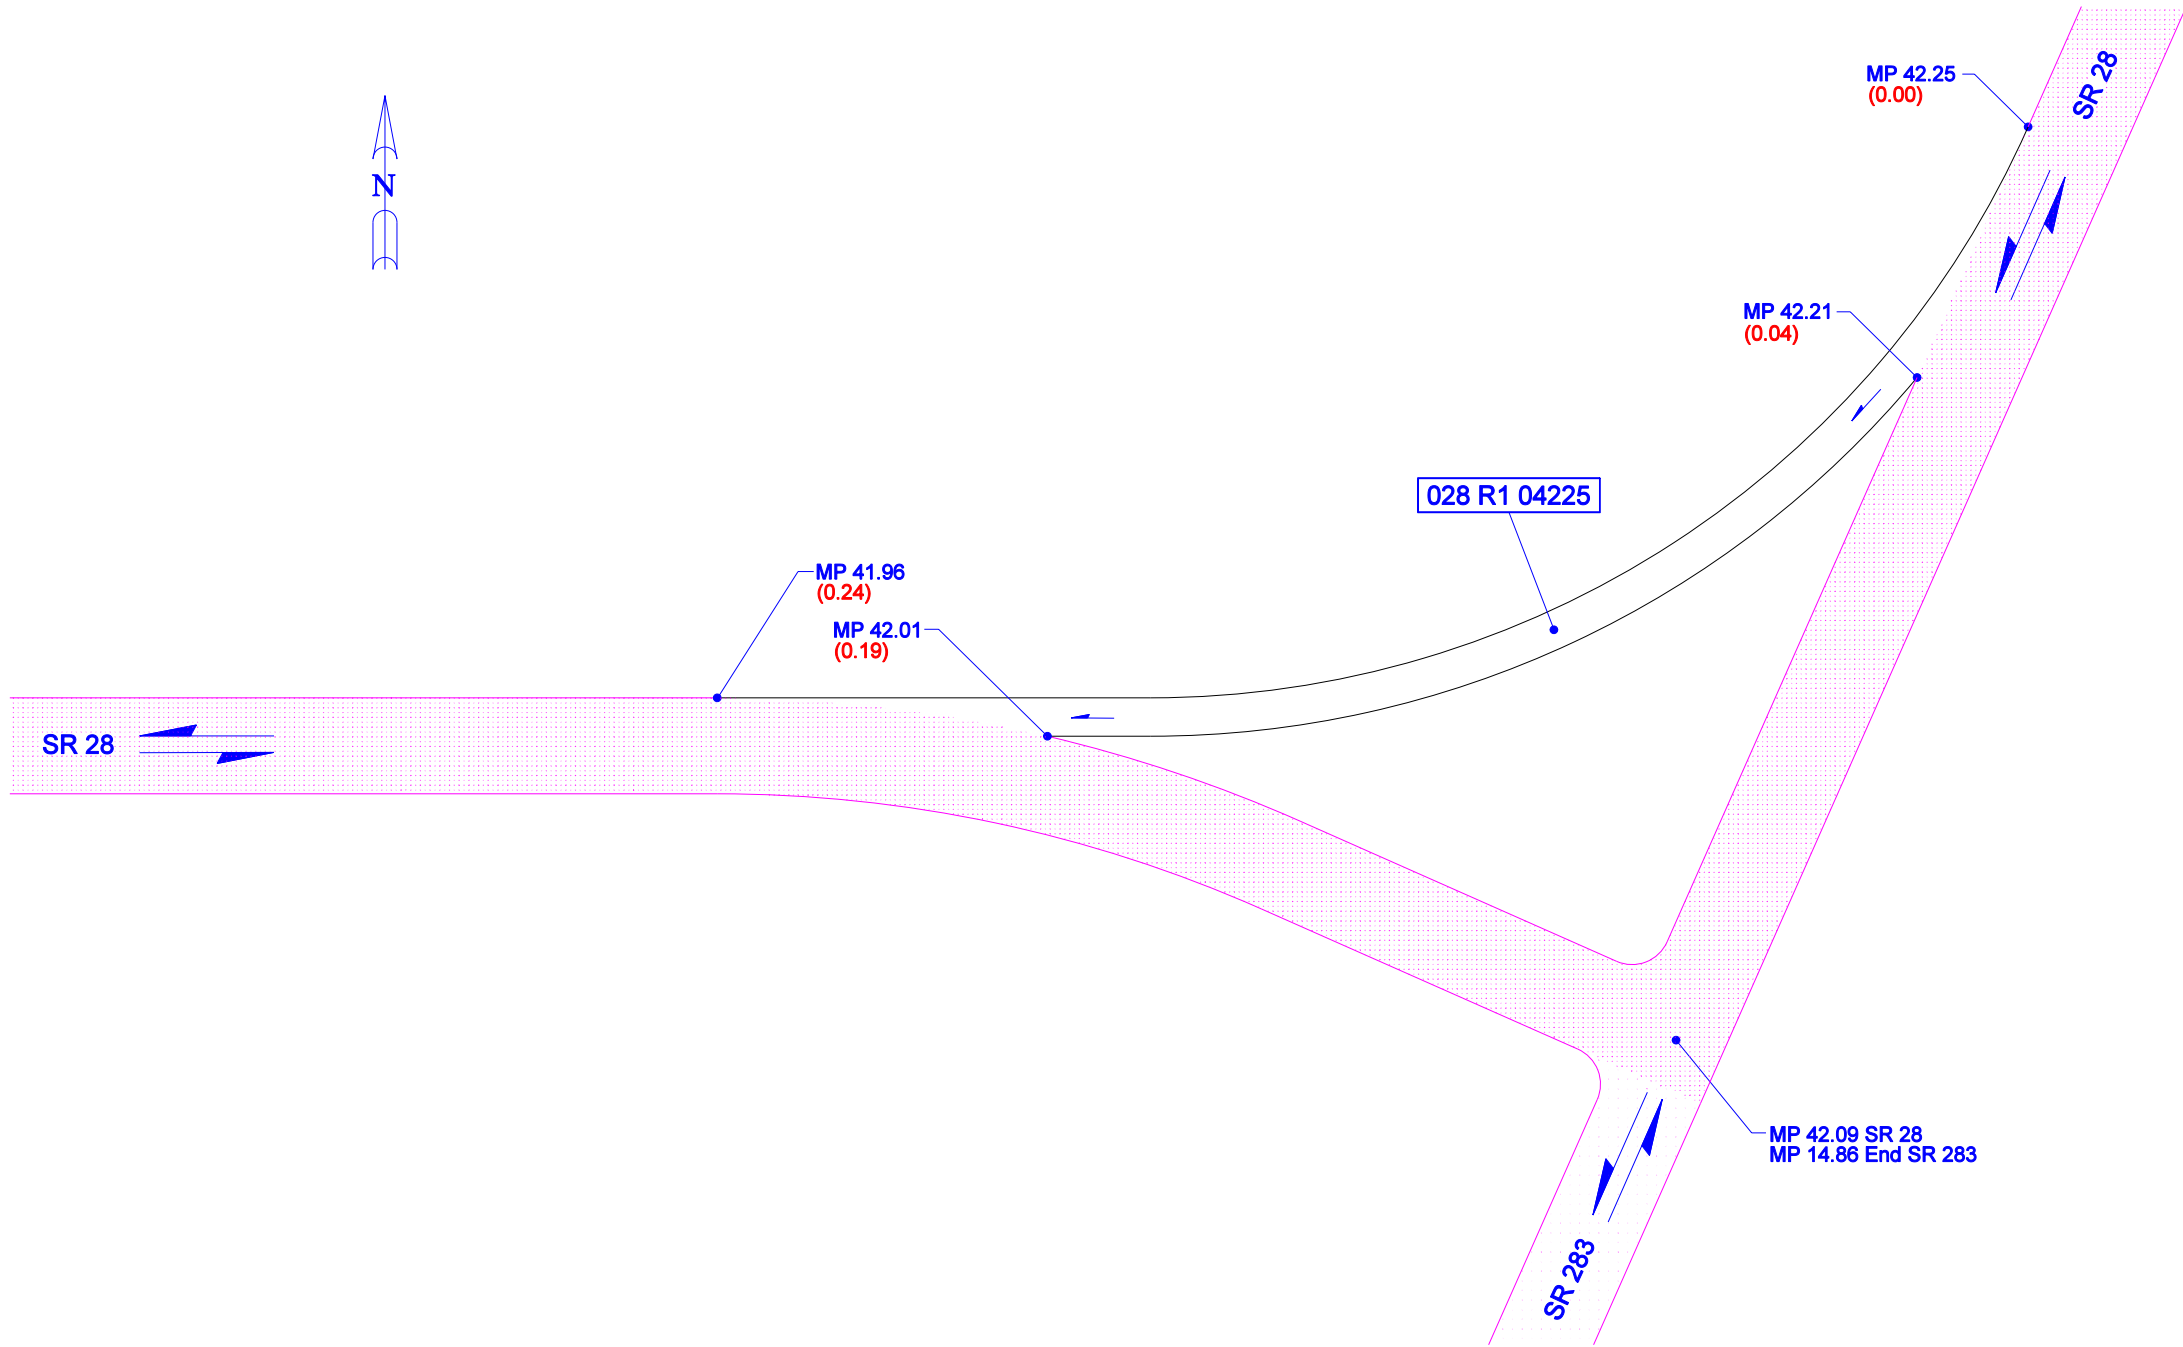 MP 42.25
(0.00)
SR 28
N
MP 42.21
(0.04)
028 R1 04225
MP 41.96
(0.24)
MP 42.01
(0.19)
SR 28
MP 42.09 SR 28
MP 14.86 End SR 283
SR 283